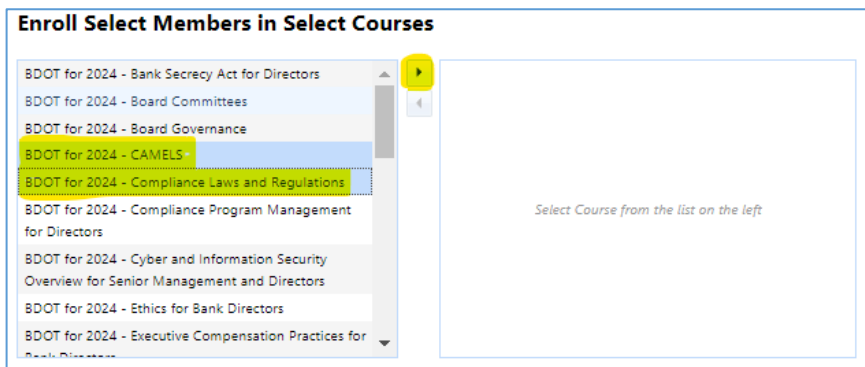 Enroll Select Members in Select Courses
BDOT for 2024 - Bank Secrecy Act for Directors
BDOT for 2024 - Board Committees
BDOT for 2024 - Board Governance
BDOT for 2024 - CAMELS
BDOT for 2024 - Compliance Laws and Regulations
BDOT for 2024 - Compliance Program Management
for Directors
BDOT for 2024 - Cyber and Information Security
Overview for Senior Management and Directors
BDOT for 2024 - Ethics for Bank Directors
BDOT for 2024 - Executive Compensation Practices for
Bank Directors
Select Course from the list on the left